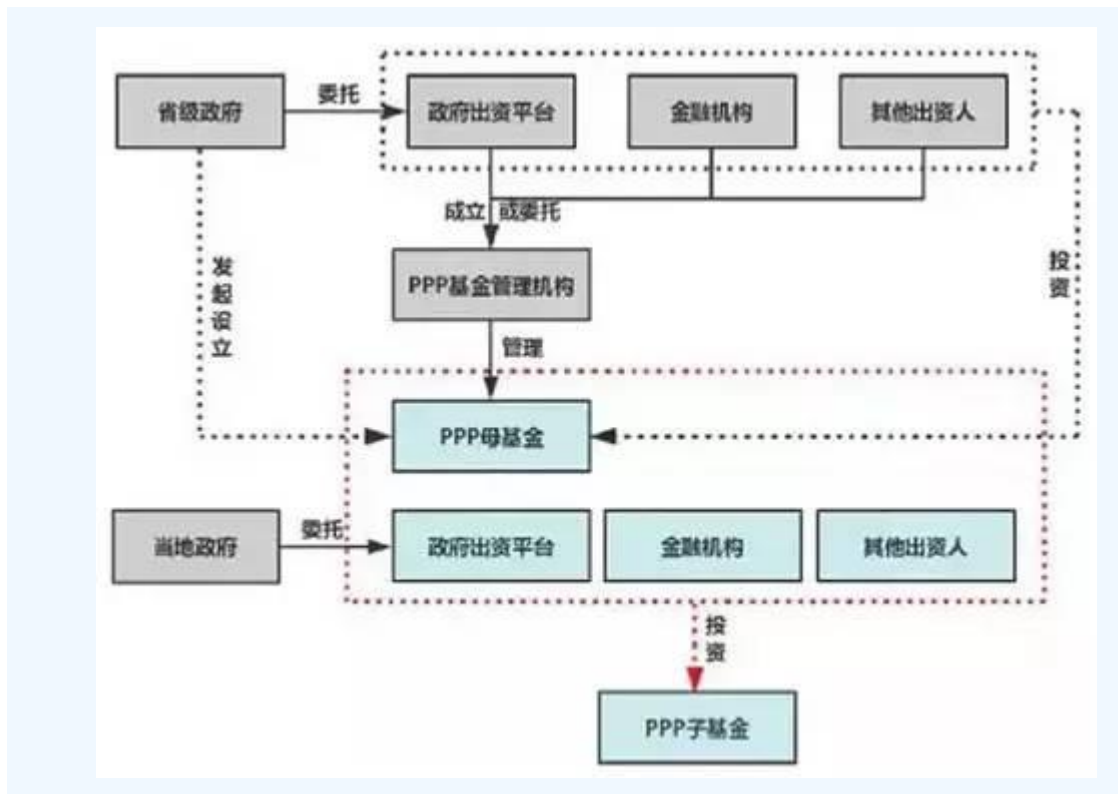 省级政府
委托
政府出资平台
金融机构
其他出资人
成立 或委托
发起设立
投资
PPP基金管理机构
管理
PPP母基金
当地政府
委托
政府出资平台
金融机构
其他出资人
投资
PPP子基金